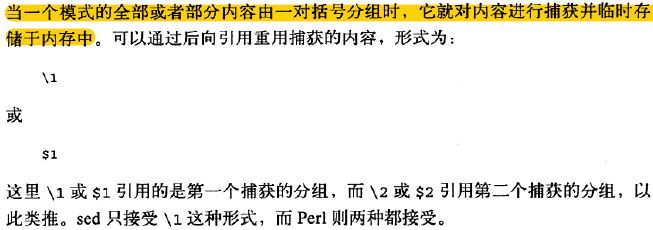 当一个模式的全部或者部分内容由一对括号分组时，它就对内容进行捕获并临时存
储于内存中。可以通过后向引用重用捕获的内容，形式为：
\1
或
$1
这里 \1 或 $1 引用的是第一个捕获的分组，而 \2 或 $2 引用第二个捕获的分组，以
此类推。sed 只接受 \1 这种形式，而 Perl 则两种都接受。